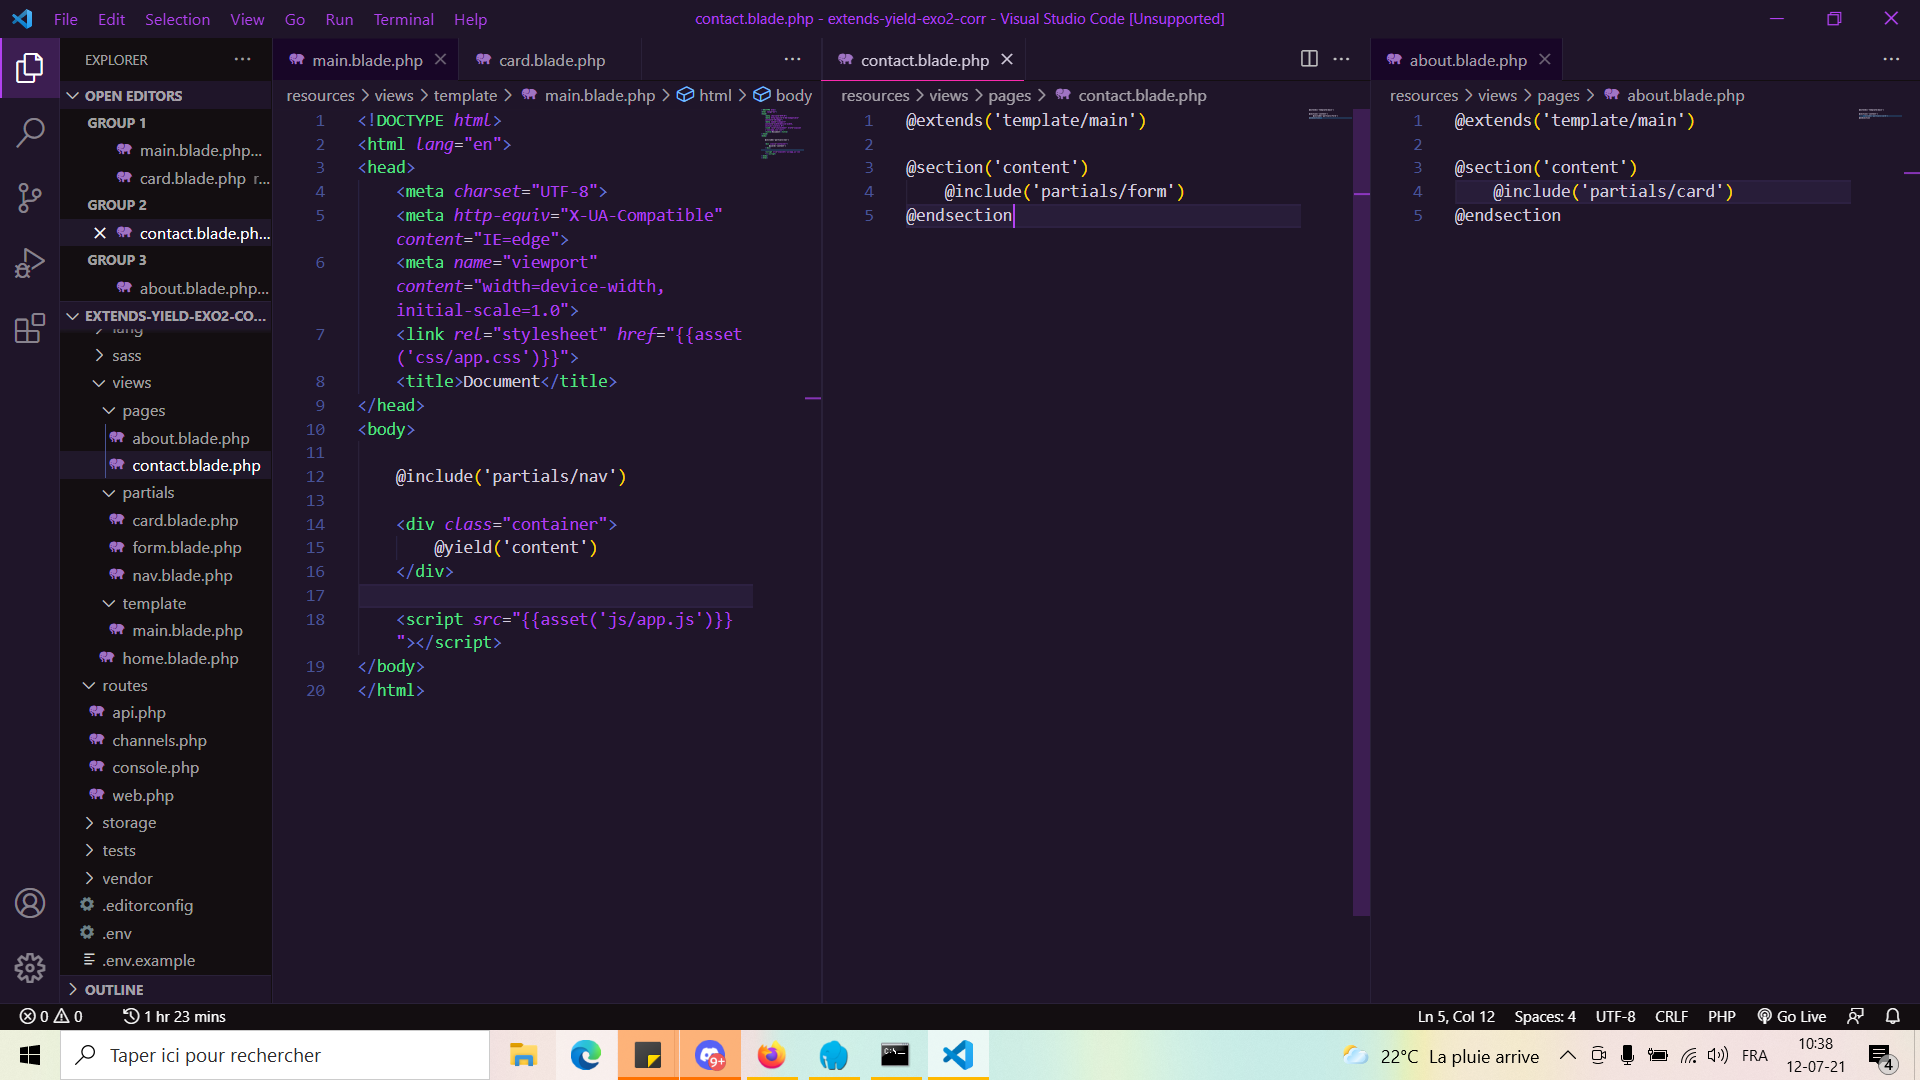 File Edit Selection View Go Run Terminal Help
contact.blade.php - extends-yield-exo2-corr - Visual Studio Code [Unsupported]
EXPLORER
OPEN EDITORS
GROUP 1
main.blade.php...
card.blade.php r...
GROUP 2
contact.blade.ph...
GROUP 3
about.blade.php...
EXTENDS-YIELD-EXO2-CO...
lang
sass
views
pages
about.blade.php
contact.blade.php
partials
card.blade.php
form.blade.php
nav.blade.php
template
main.blade.php
home.blade.php
routes
api.php
channels.php
console.php
web.php
storage
tests
vendor
.editorconfig
.env
.env.example
OUTLINE
main.blade.php card.blade.php
resources > views > template > main.blade.php > html > body
1 <!DOCTYPE html>
2 <html lang="en">
3 <head>
4 <meta charset="UTF-8">
5 <meta http-equiv="X-UA-Compatible"
content="IE=edge">
6 <meta name="viewport"
content="width=device-width,
initial-scale=1.0">
7 <link rel="stylesheet" href="{{asset
('css/app.css')}}">
8 <title>Document</title>
9 </head>
10 <body>
11
12 @include('partials/nav')
13
14 <div class="container">
15 @yield('content')
16 </div>
17
18 <script src="{{asset('js/app.js')}}
"></script>
19 </body>
20 </html>
contact.blade.php
resources > views > pages > contact.blade.php
1 @extends('template/main')
2
3 @section('content')
4 @include('partials/form')
5 @endsection
about.blade.php
resources > views > pages > about.blade.php
1 @extends('template/main')
2
3 @section('content')
4 @include('partials/card')
5 @endsection
0 0 1 hr 23 mins
Ln 5, Col 12 Spaces: 4 UTF-8 CRLF PHP Go Live
Taper ici pour rechercher
9+
22°C La pluie arrive
FRA
10:38
12-07-21
4